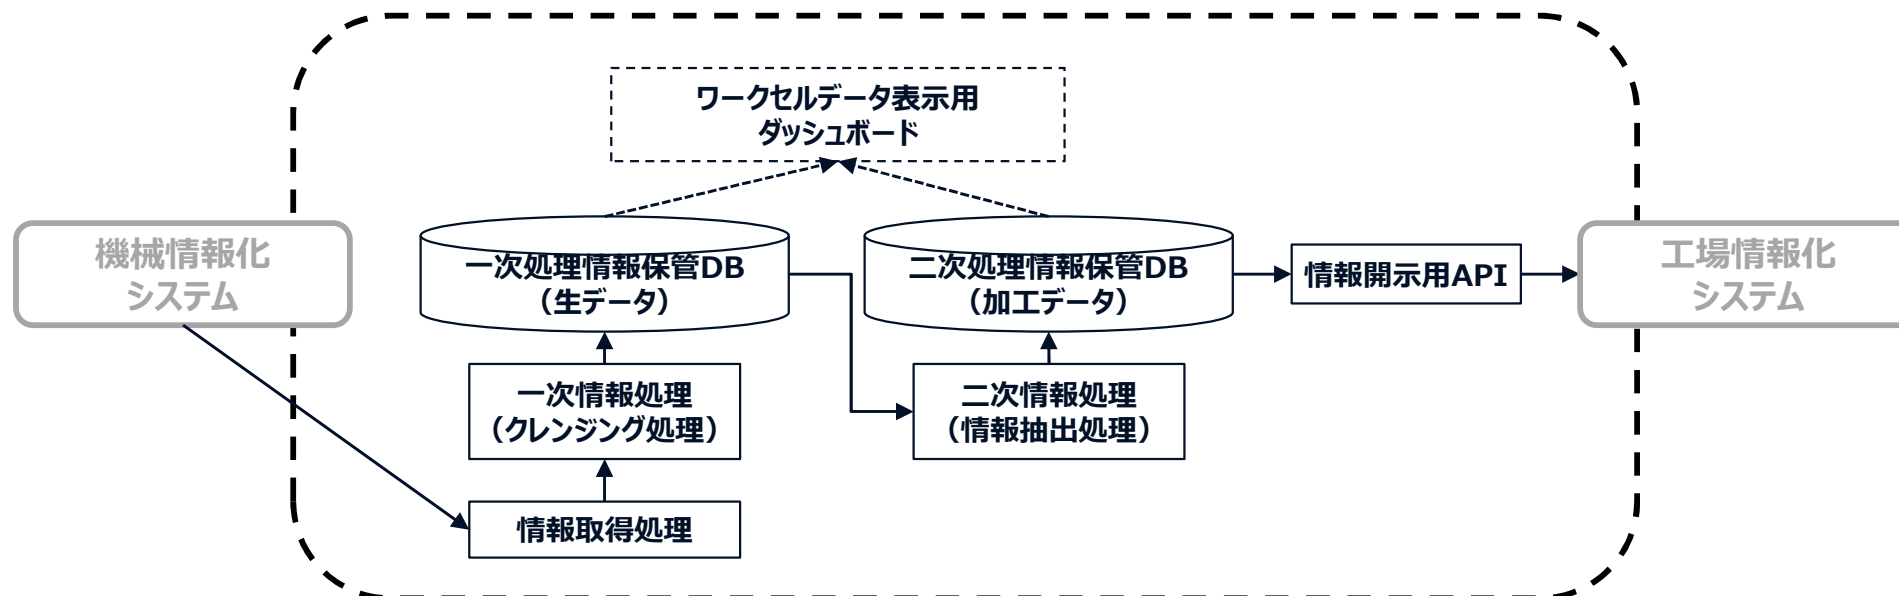 ワークセルデータ表示用
ダッシュボード
機械情報化
システム
一次処理情報保管DB
（生データ）
二次処理情報保管DB
（加工データ）
情報開示用API
工場情報化
システム
一次情報処理
（クレンジング処理）
二次情報処理
（情報抽出処理）
情報取得処理